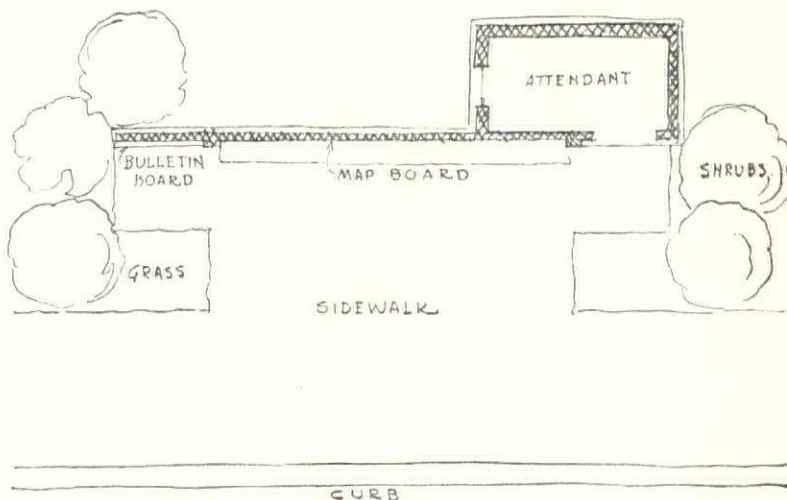 ATTENDANT
BULLETIN
BOARD
MAP BOARD
SHRUBS
GRASS
SIDEWALK
CURB